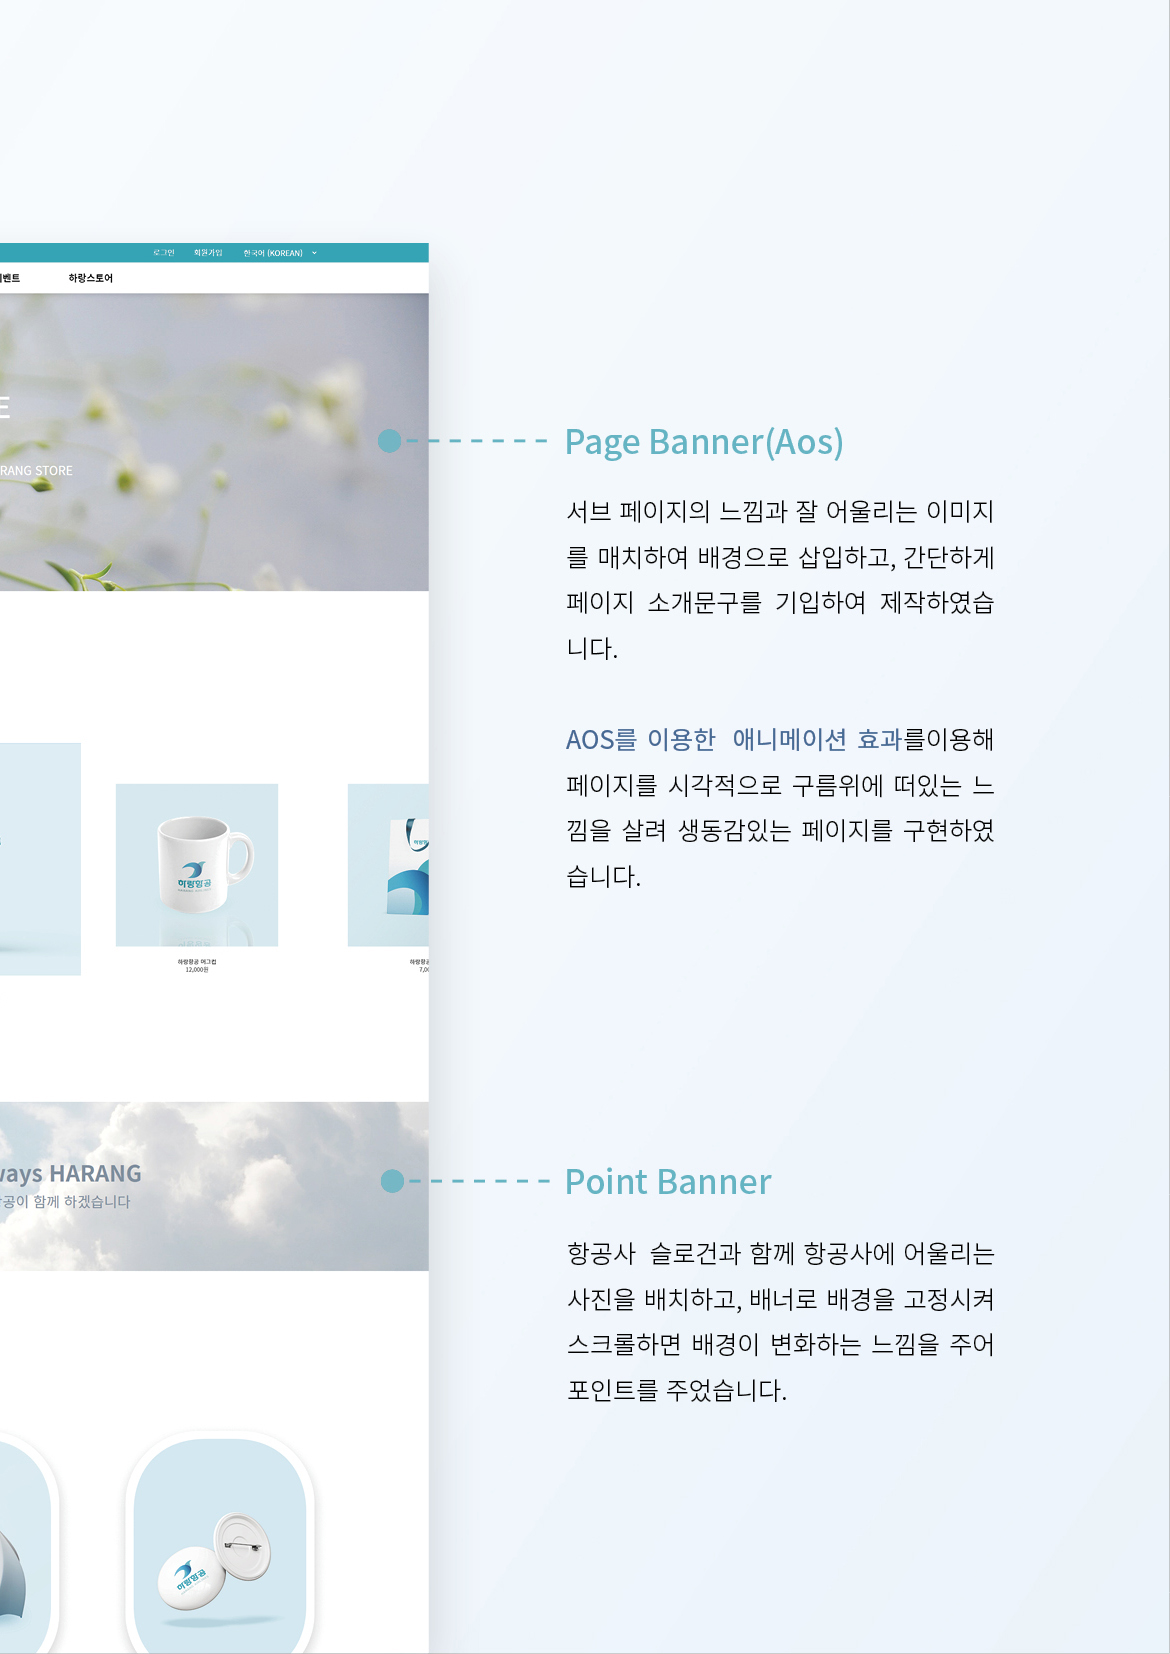 로그인 회원가입 한국어 (KOREAN)
벤트 하랑스토어
E
RANG STORE
Page Banner(Aos)
서브 페이지의 느낌과 잘 어울리는 이미지
를 매치하여 배경으로 삽입하고, 간단하게
페이지 소개문구를 기입하여 제작하였습
니다.
AOS를 이용한 애니메이션 효과를이용해
페이지를 시각적으로 구름위에 떠있는 느
낌을 살려 생동감있는 페이지를 구현하였
습니다.
하랑항공
하랑항공 머그컵
12,000원
하랑항공
7,00
ways HARANG
공이 함께 하겠습니다
Point Banner
항공사 슬로건과 함께 항공사에 어울리는
사진을 배치하고, 배너로 배경을 고정시켜
스크롤하면 배경이 변화하는 느낌을 주어
포인트를 주었습니다.
하랑항공